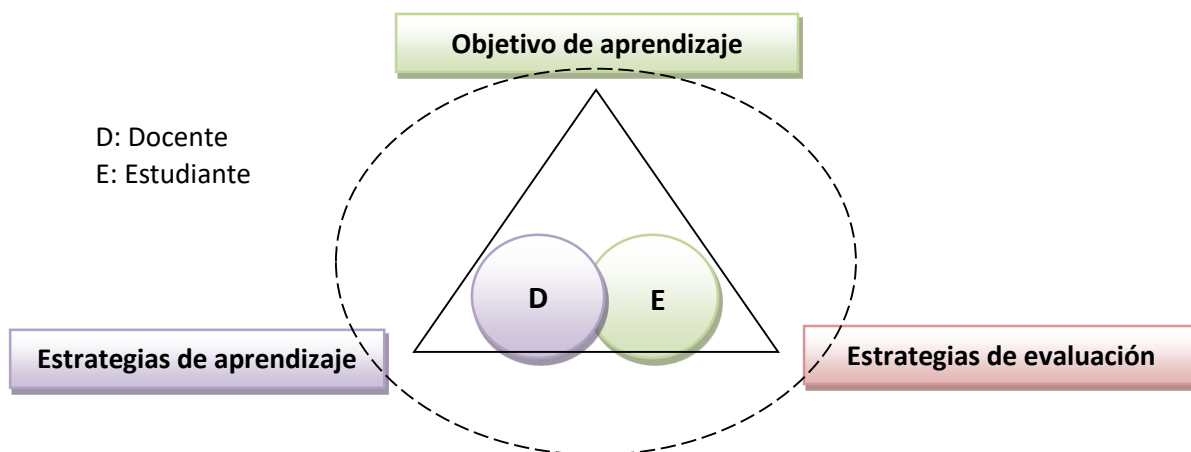 Objetivo de aprendizaje
D: Docente
E: Estudiante
D
E
Estrategias de aprendizaje
Estrategias de evaluación